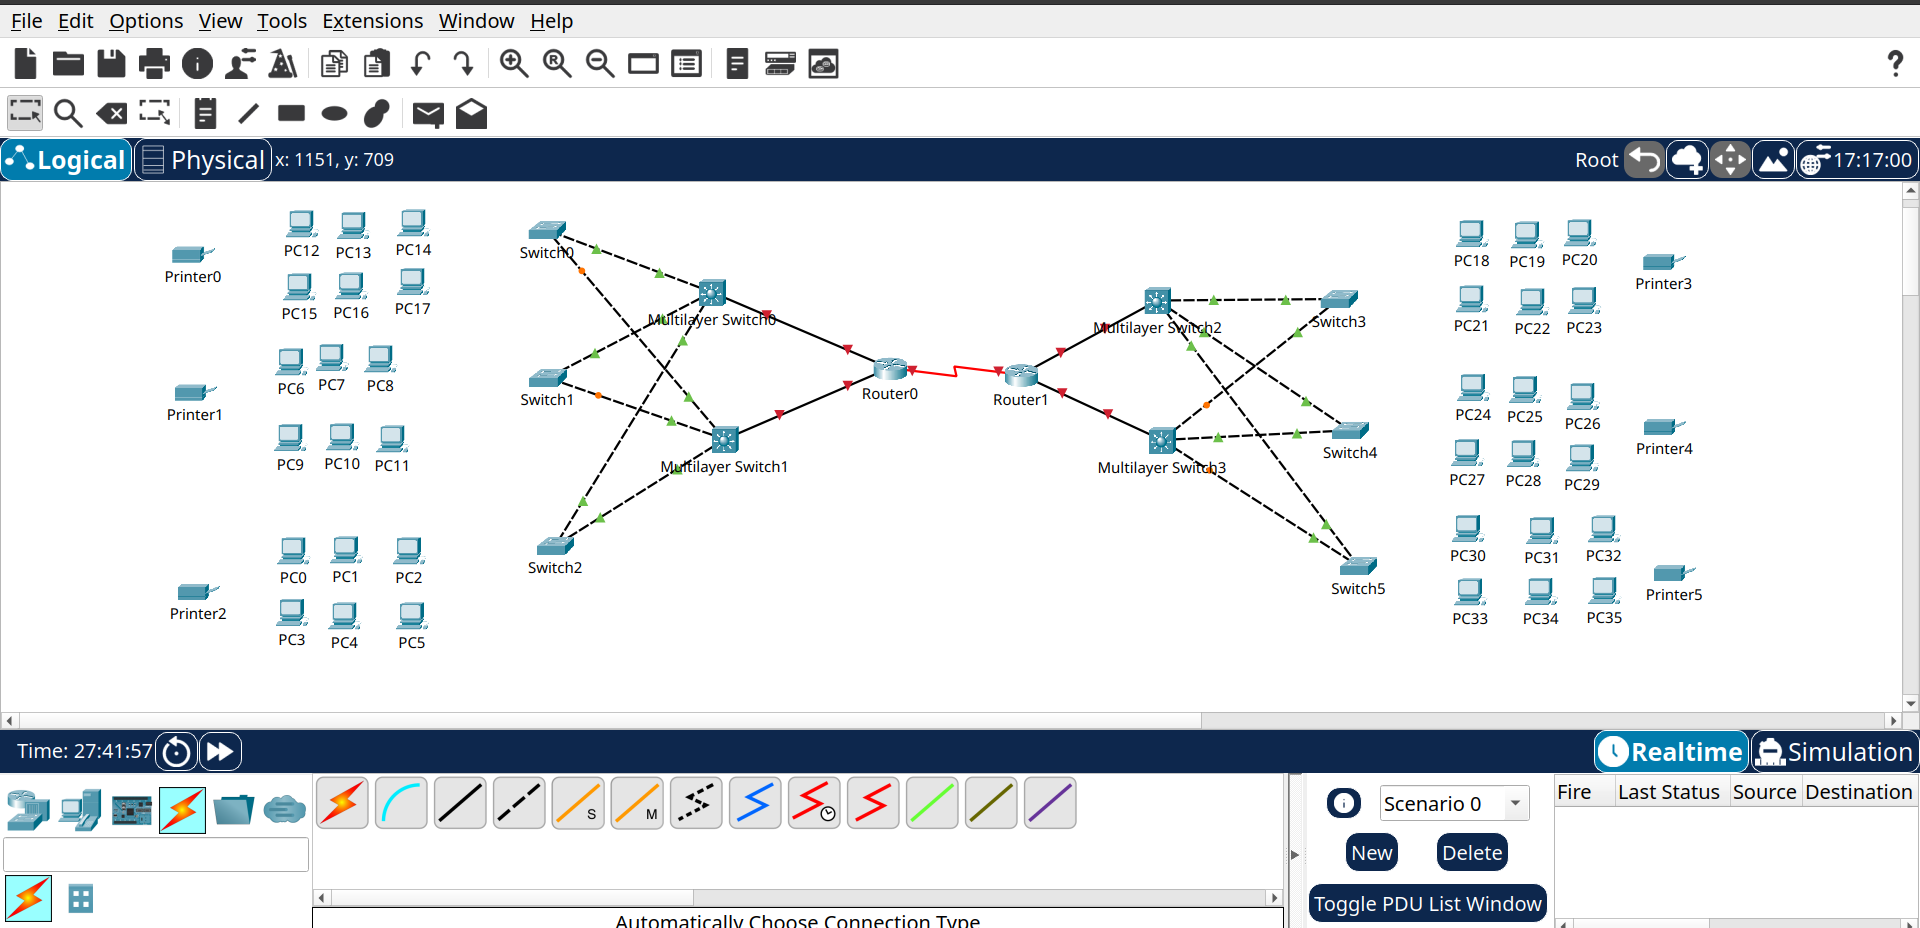 File Edit Options View Tools Extensions Window Help
?
Logical Physical x: 1151, y: 709 Root 17:17:00
PC12 PC13 PC14
Printer0
PC15 PC16 PC17
PC6 PC7 PC8
Printer1
PC9 PC10 PC11
PC0 PC1 PC2
Printer2
PC3 PC4 PC5
Switch0
Multilayer Switch0
Switch1
Multilayer Switch1
Switch2
Router0
Router1
Multilayer Switch2
Switch3
Multilayer Switch3
Switch4
Switch5
PC18 PC19 PC20
Printer3
PC21 PC22 PC23
PC24 PC25 PC26
Printer4
PC27 PC28 PC29
PC30 PC31 PC32
Printer5
PC33 PC34 PC35
Time: 27:41:57 Realtime Simulation
S M
Scenario 0
New Delete
Toggle PDU List Window
Fire Last Status Source Destination
Automatically Choose Connection Type